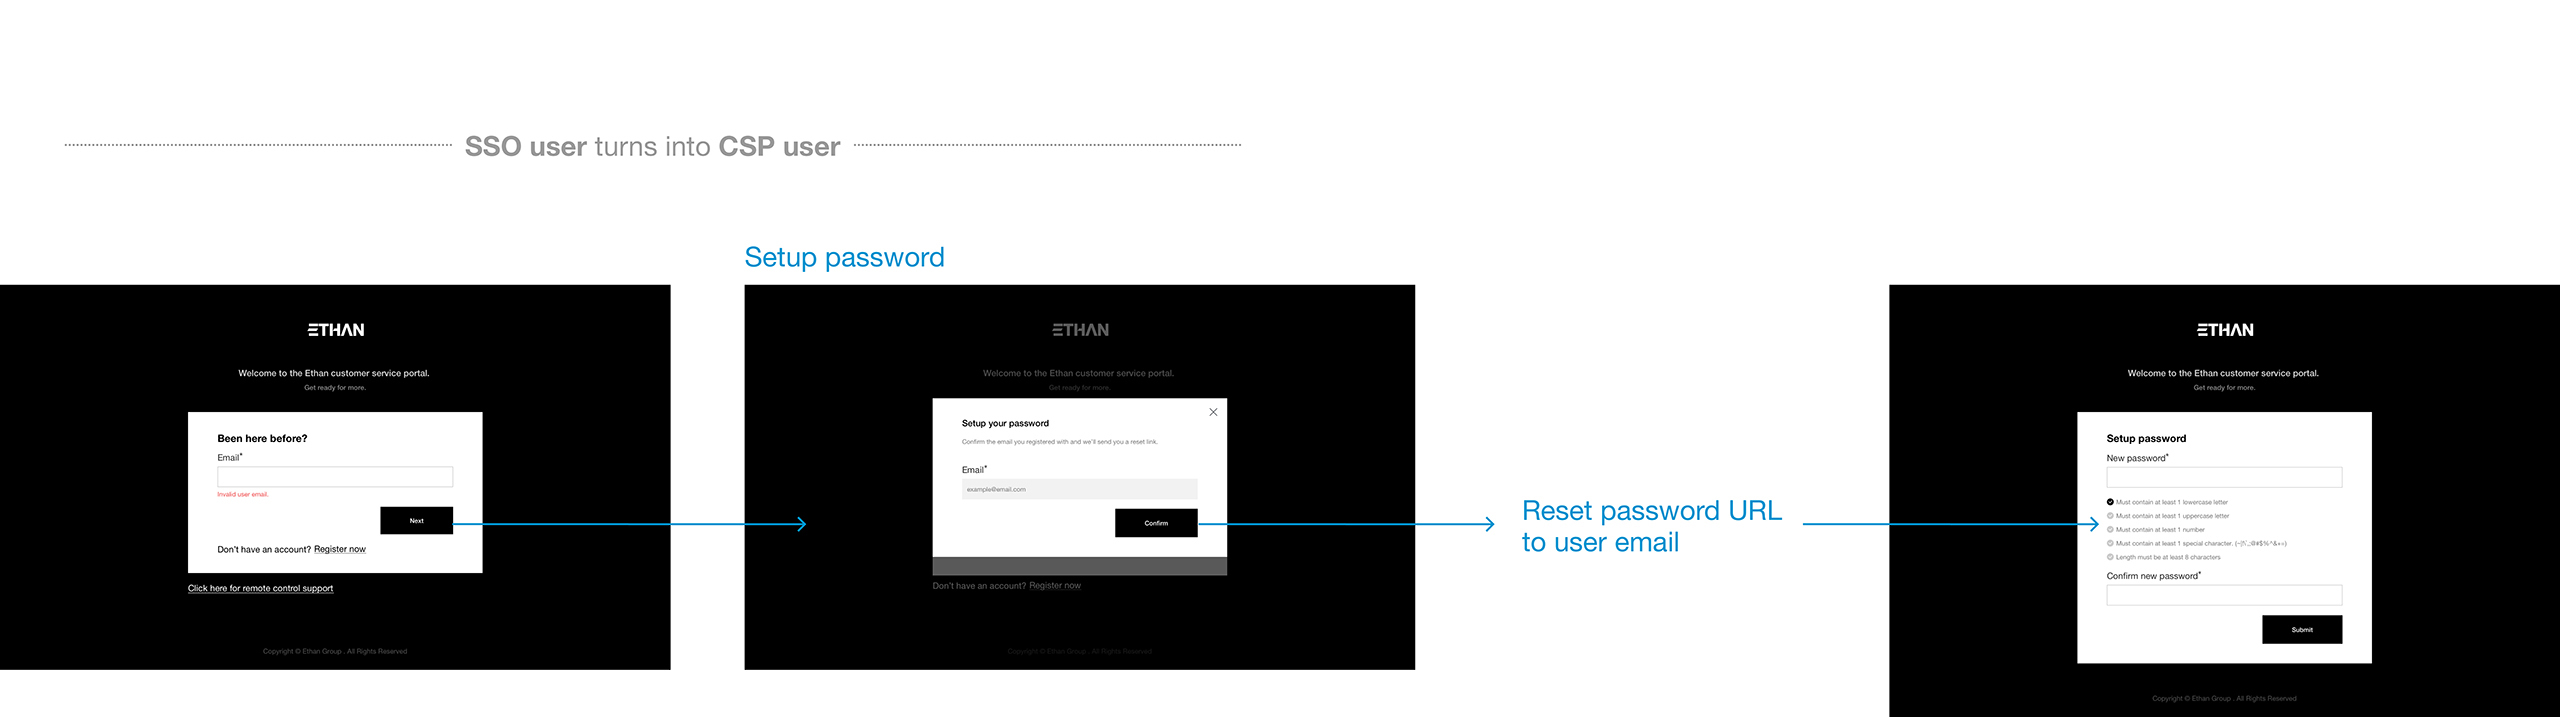 SSO user turns into CSP user
Setup password
ETHAN
Welcome to the Ethan customer service portal.
Get ready for more.
Been here before?
Email*
Invalid user email.
Next
Don't have an account? Register now
Click here for remote control support
Copyright © Ethan Group . All Rights Reserved
ETHAN
Welcome to the Ethan customer service portal.
Get ready for more.
Setup your password
Confirm the email you registered with and we'll send you a reset link.
Email*
example@email.com
Confirm
Don't have an account? Register now
Copyright © Ethan Group . All Rights Reserved
Reset password URL
to user email
ETHAN
Welcome to the Ethan customer service portal.
Get ready for more.
Setup password
New password*
Must contain at least 1 lowercase letter
Must contain at least 1 uppercase letter
Must contain at least 1 number
Must contain at least 1 special character.
Length must be at least 8 characters
Confirm new password*
Submit
Copyright © Ethan Group . All Rights Reserved